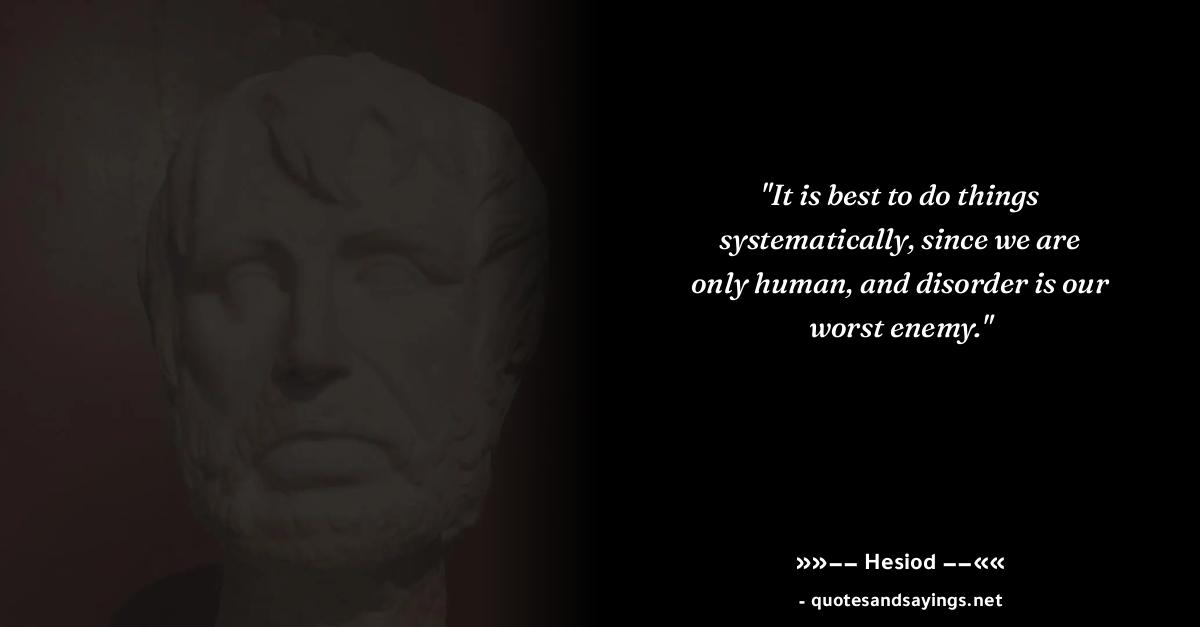 "It is best to do things
systematically, since we are
only human, and disorder is our
worst enemy."
»»−− Hesiod −−««
- quotesandsayings.net